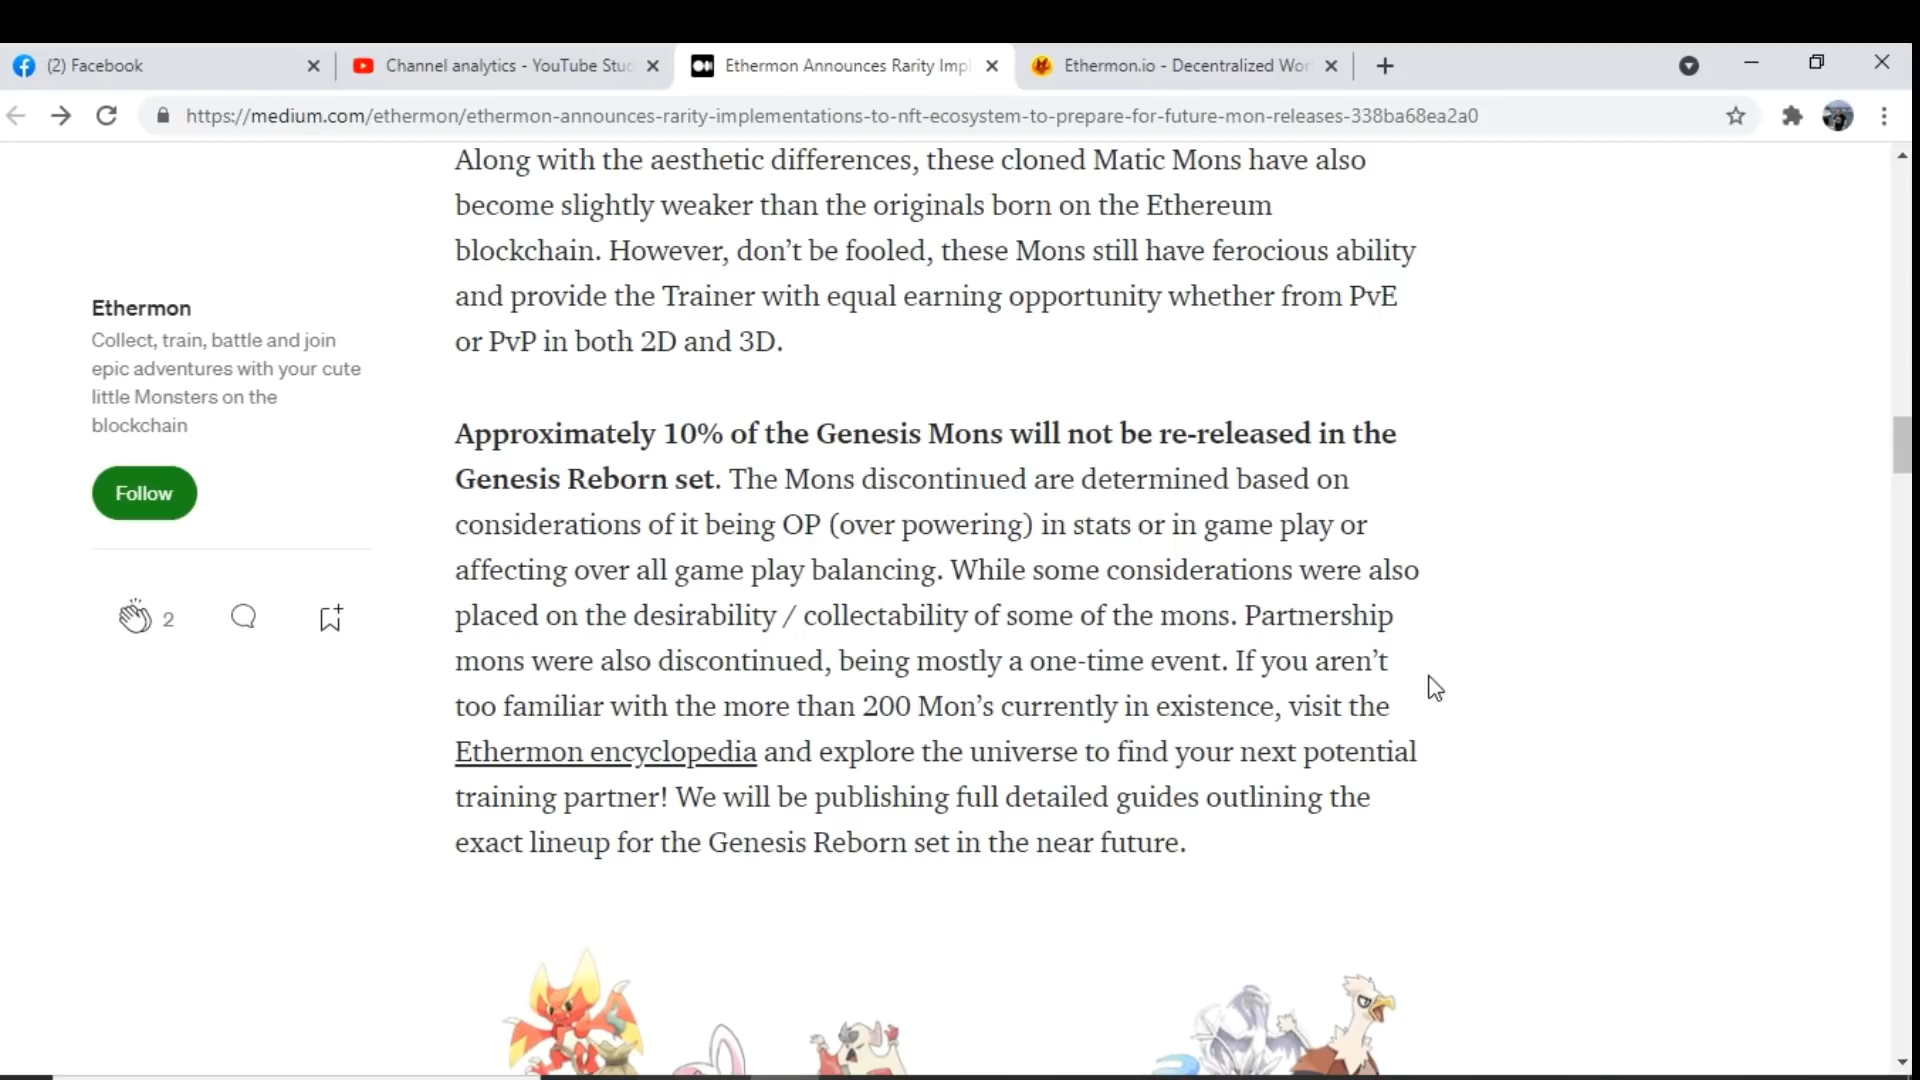 (2) Facebook
Channel analytics - YouTube Stuc
Ethermon Announces Rarity Impl
Ethermon.io - Decentralized Wor
https://medium.com/ethermon/ethermon-announces-rarity-implementations-to-nft-ecosystem-to-prepare-for-future-mon-releases-338ba68ea2a0
Along with the aesthetic differences, these cloned Matic Mons have also
become slightly weaker than the originals born on the Ethereum
blockchain. However, don’t be fooled, these Mons still have ferocious ability
and provide the Trainer with equal earning opportunity whether from PvE
or PvP in both 2D and 3D.
Ethermon
Collect, train, battle and join
epic adventures with your cute
little Monsters on the
blockchain
Follow
2
Approximately 10% of the Genesis Mons will not be re-released in the
Genesis Reborn set. The Mons discontinued are determined based on
considerations of it being OP (over powering) in stats or in game play or
affecting over all game play balancing. While some considerations were also
placed on the desirability / collectability of some of the mons. Partnership
mons were also discontinued, being mostly a one-time event. If you aren’t
too familiar with the more than 200 Mon’s currently in existence, visit the
Ethermon encyclopedia and explore the universe to find your next potential
training partner! We will be publishing full detailed guides outlining the
exact lineup for the Genesis Reborn set in the near future.